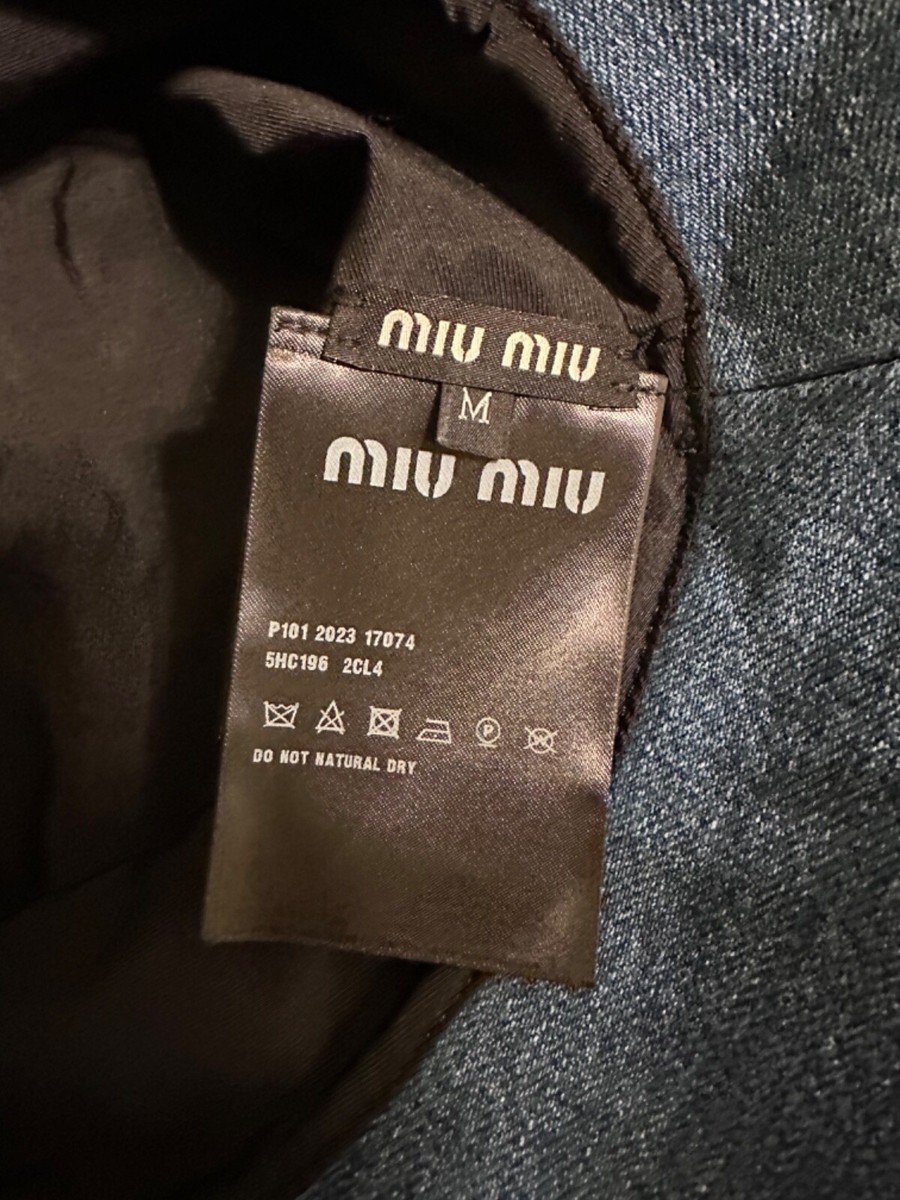 miu miu
M
miu miu
P101 2023 17074
5HC196 2CL4
P
DO NOT NATURAL DRY